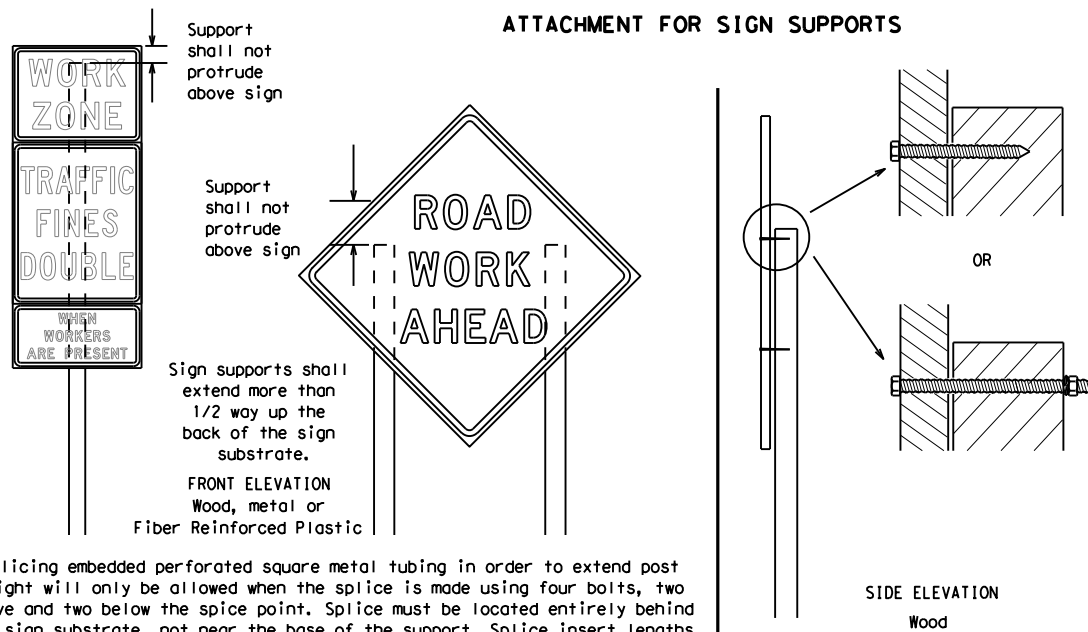 ATTACHMENT FOR SIGN SUPPORTS
Support
shall not
protrude
above sign
WORK
ZONE
TRAFFIC
FINES
DOUBLE
WHEN
WORKERS
ARE PRESENT
Support
shall not
protrude
above sign
ROAD
WORK
AHEAD
Sign supports shall
extend more than
1/2 way up the
back of the sign
substrate.
FRONT ELEVATION
Wood, metal or
Fiber Reinforced Plastic
OR
SIDE ELEVATION
Wood
licing embedded perforated square metal tubing in order to extend post
ight will only be allowed when the splice is made using four bolts, two
ve and two below the spice point. Splice must be located entirely behind
sign substrate, not near the base of the support. Splice insert lengths